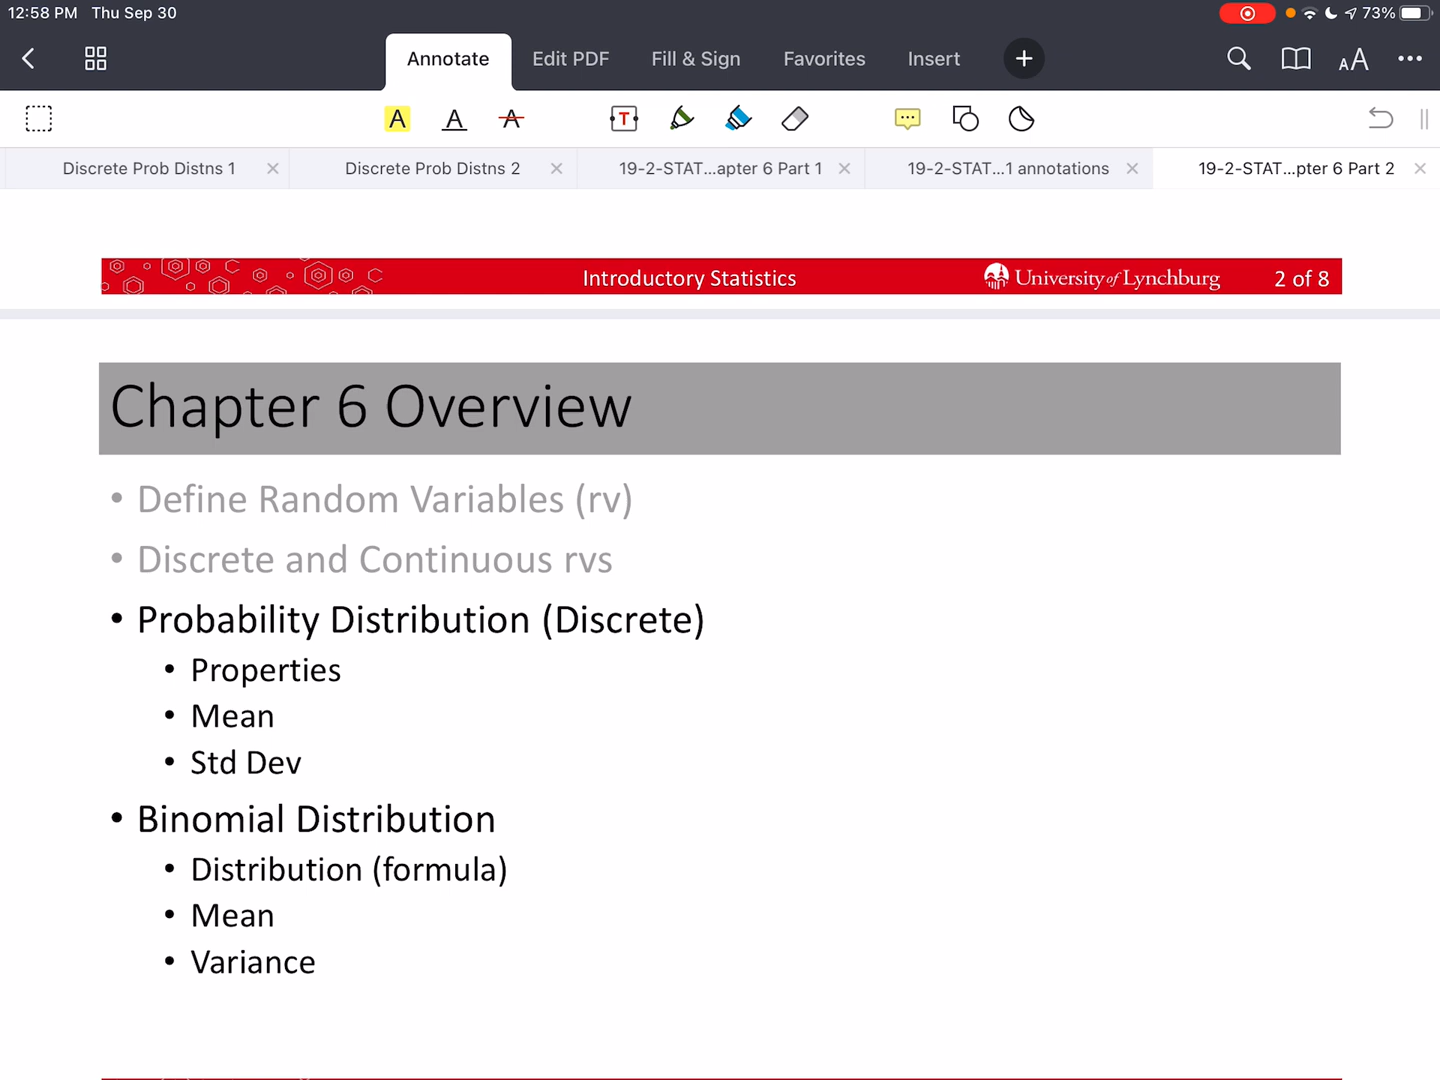 12:58 PM Thu Sep 30 73%
Annotate Edit PDF Fill & Sign Favorites Insert AA
A A A T
Discrete Prob Distns 1 Discrete Prob Distns 2 19-2-STAT...apter 6 Part 1 19-2-STAT...1 annotations 19-2-STAT...pter 6 Part 2
Introductory Statistics University of Lynchburg 2 of 8
Chapter 6 Overview
• Define Random Variables (rv)
• Discrete and Continuous rvs
• Probability Distribution (Discrete)
• Properties
• Mean
• Std Dev
• Binomial Distribution
• Distribution (formula)
• Mean
• Variance